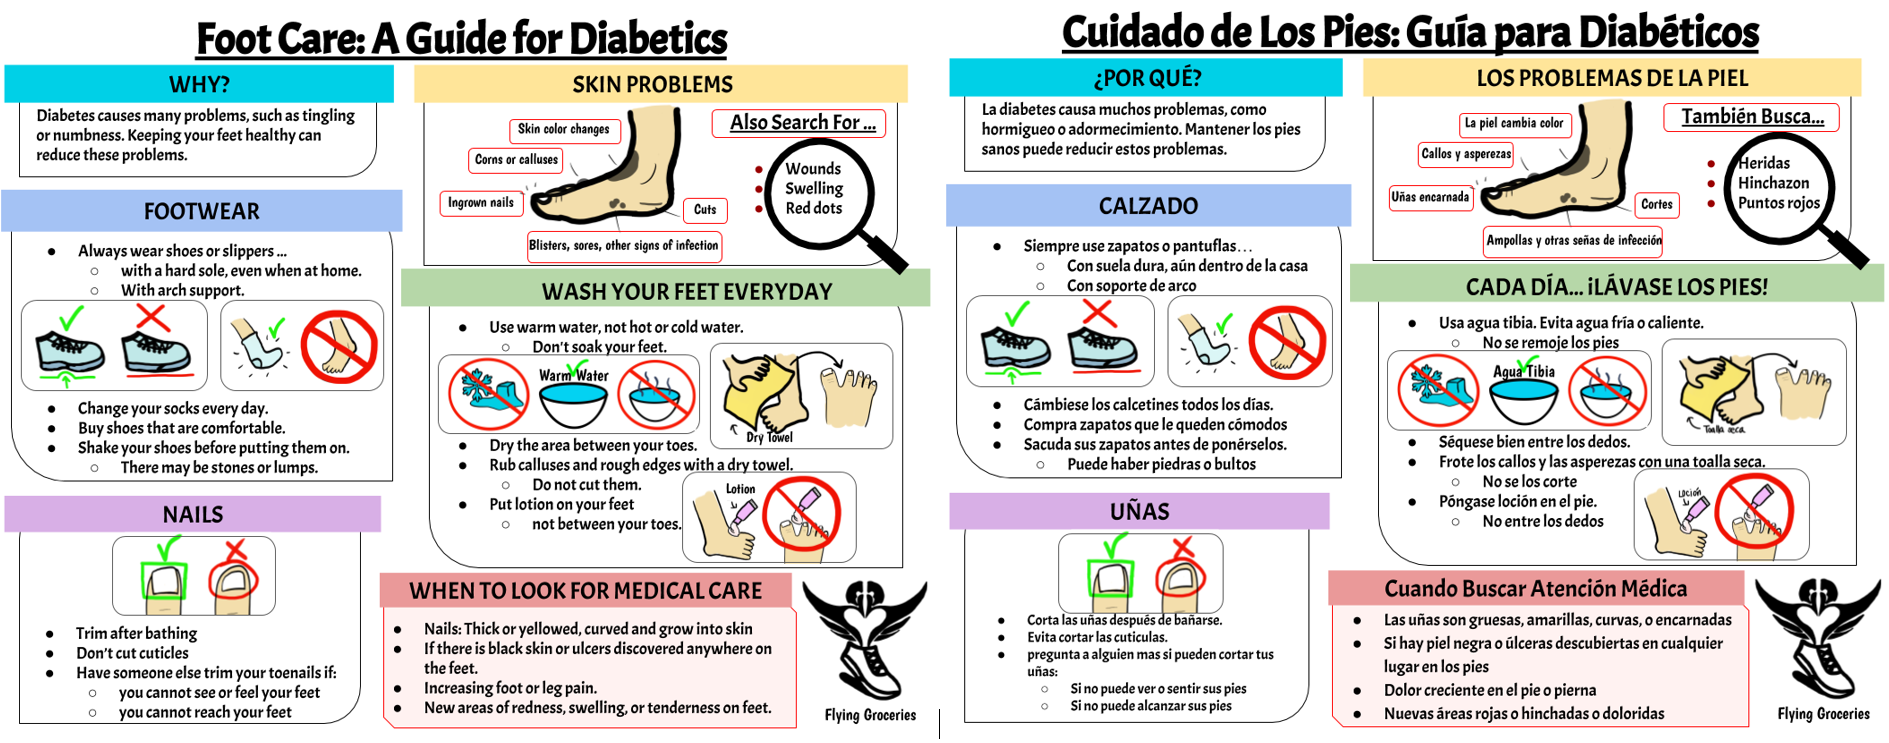 Foot Care: A Guide for Diabetics
WHY?
Diabetes causes many problems, such as tingling
or numbness. Keeping your feet healthy can
reduce these problems.
FOOTWEAR
● Always wear shoes or slippers ...
○ with a hard sole, even when at home.
○ With arch support.
● Change your socks every day.
● Buy shoes that are comfortable.
● Shake your shoes before putting them on.
○ There may be stones or lumps.
NAILS
● Trim after bathing
● Don't cut cuticles
● Have someone else trim your toenails if:
○ you cannot see or feel your feet
○ you cannot reach your feet
SKIN PROBLEMS
Skin color changes
Corns or calluses
Ingrown nails
Cuts
Blisters, sores, other signs of infection
Also Search For ...
● Wounds
● Swelling
● Red dots
WASH YOUR FEET EVERYDAY
● Use warm water, not hot or cold water.
○ Don't soak your feet.
Warm Water
Dry Towel
● Dry the area between your toes.
● Rub calluses and rough edges with a dry towel.
○ Do not cut them.
● Put lotion on your feet
○ not between your toes.
Lotion
WHEN TO LOOK FOR MEDICAL CARE
● Nails: Thick or yellowed, curved and grow into skin
● If there is black skin or ulcers discovered anywhere on
the feet.
● Increasing foot or leg pain.
● New areas of redness, swelling, or tenderness on feet.
Flying Groceries
Cuidado de Los Pies: Guía para Diabéticos
¿POR QUÉ?
La diabetes causa muchos problemas, como
hormigueo o adormecimiento. Mantener los pies
sanos puede reducir estos problemas.
CALZADO
● Siempre use zapatos o pantuflas...
○ Con suela dura, aún dentro de la casa
○ Con soporte de arco
● Cámbiese los calcetines todos los días.
● Compra zapatos que le queden cómodos
● Sacuda sus zapatos antes de ponérselos.
○ Puede haber piedras o bultos
UÑAS
● Corta las uñas después de bañarse.
● Evita cortar las cuticulas.
● pregunta a alguien mas si pueden cortar tus
uñas:
○ Si no puede ver o sentir sus pies
○ Si no puede alcanzar sus pies
LOS PROBLEMAS DE LA PIEL
La piel cambia color
Callos y asperezas
Uñas encarnada
Cortes
Ampollas y otras señas de infección
También Busca...
● Heridas
● Hinchazon
● Puntos rojos
CADA DÍA... ¡LÁVASE LOS PIES!
● Usa agua tibia. Evita agua fría o caliente.
○ No se remoje los pies
Agua Tibia
Toalla seca
● Séquese bien entre los dedos.
● Frote los callos y las asperezas con una toalla seca.
○ No se los corte
● Póngase loción en el pie.
○ No entre los dedos
Loción
Cuando Buscar Atención Médica
● Las uñas son gruesas, amarillas, curvas, o encarnadas
● Si hay piel negra o úlceras descubiertas en cualquier
lugar en los pies
● Dolor creciente en el pie o pierna
● Nuevas áreas rojas o hinchadas o doloridas
Flying Groceries